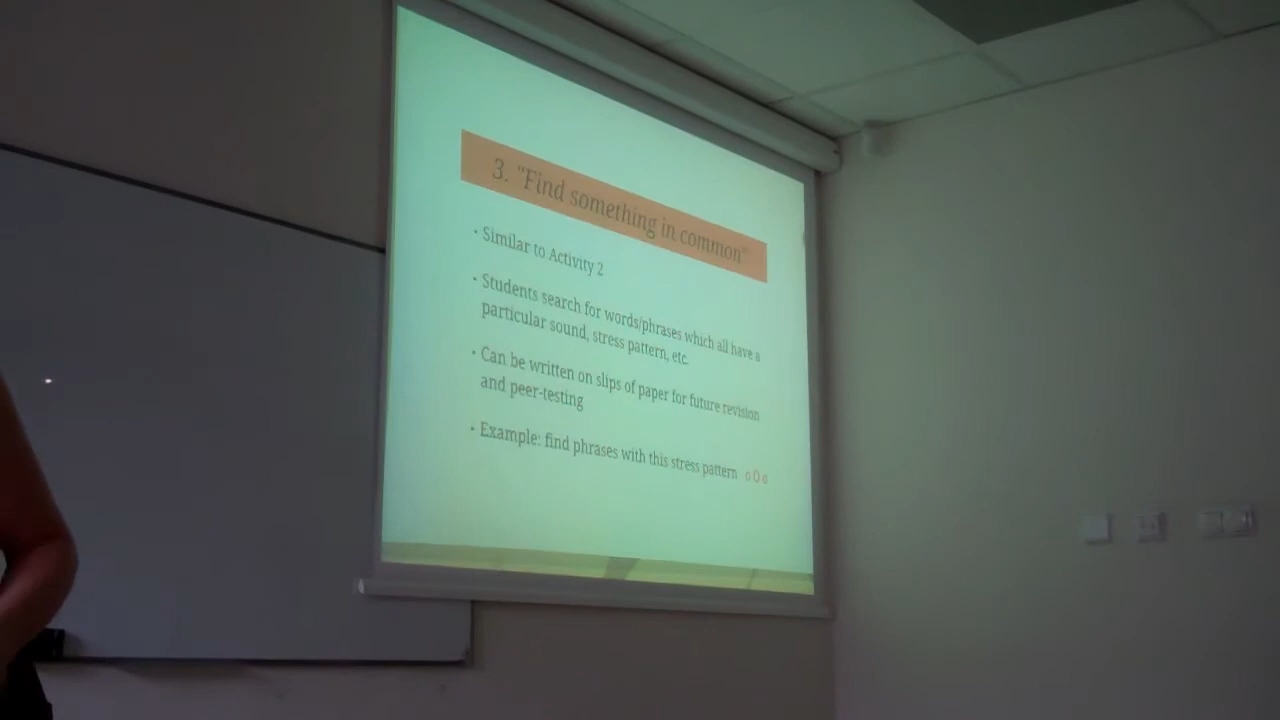 3. "Find something in common"
• Similar to Activity 2
• Students search for words/phrases which all have a
particular sound, stress pattern, etc.
• Can be written on slips of paper for future revision
and peer-testing
• Example: find phrases with this stress pattern o O o